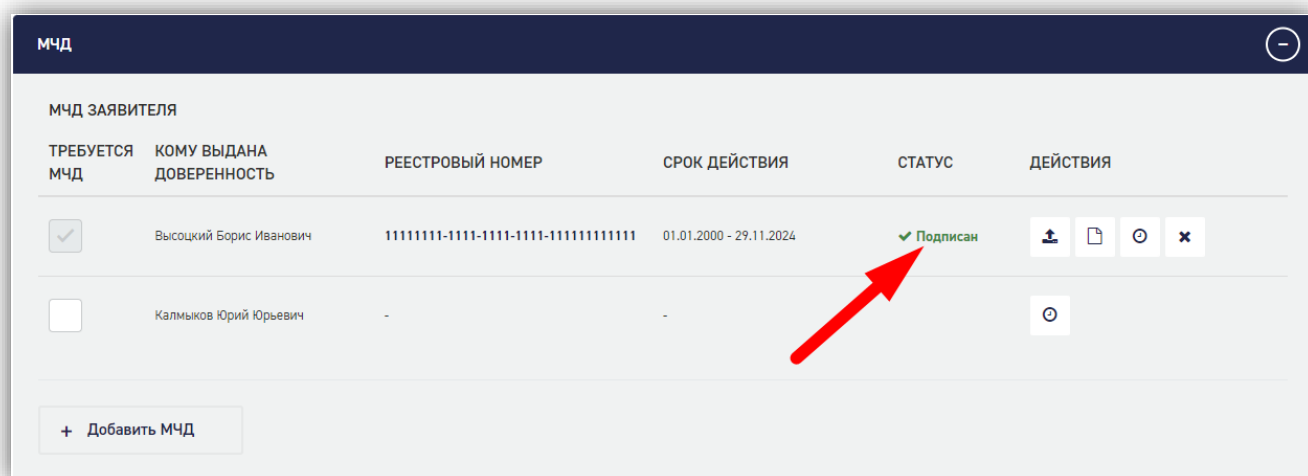 МЧД
МЧД ЗАЯВИТЕЛЯ
ТРЕБУЕТСЯ МЧД КОМУ ВЫДАНА ДОВЕРЕННОСТЬ РЕЕСТРОВЫЙ НОМЕР СРОК ДЕЙСТВИЯ СТАТУС ДЕЙСТВИЯ
Высоцкий Борис Иванович 11111111-1111-1111-1111-111111111111 01.01.2000 - 29.11.2024 Подписан
Калмыков Юрий Юрьевич - -
+ Добавить МЧД